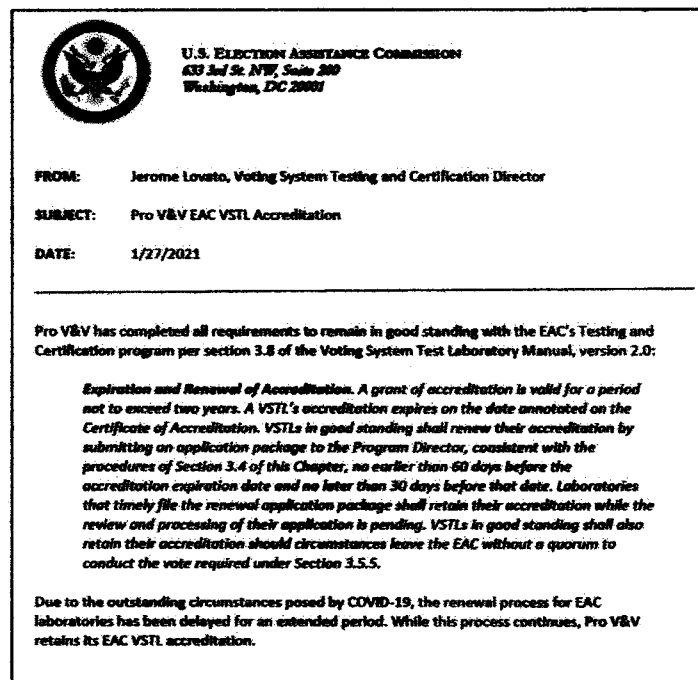 U.S. ELECTION ASSISTANCE COMMISSION
633 3rd St. NW, Suite 200
Washington, DC 20001
FROM: Jerome Lovato, Voting System Testing and Certification Director
SUBJECT: Pro V&V EAC VSTL Accreditation
DATE: 1/27/2021
Pro V&V has completed all requirements to remain in good standing with the EAC's Testing and
Certification program per section 3.8 of the Voting System Test Laboratory Manual, version 2.0:
Expiration and Renewal of Accreditation. A grant of accreditation is valid for a period
not to exceed two years. A VSTL's accreditation expires on the date annotated on the
Certificate of Accreditation. VSTLs in good standing shall renew their accreditation by
submitting an application package to the Program Director, consistent with the
procedures of Section 3.4 of this Chapter, no earlier than 60 days before the
accreditation expiration date and no later than 30 days before that date. Laboratories
that timely file the renewal application package shall retain their accreditation while the
review and processing of their application is pending. VSTLs in good standing shall also
retain their accreditation should circumstances leave the EAC without a quorum to
conduct the vote required under Section 3.5.5.
Due to the outstanding circumstances posed by COVID-19, the renewal process for EAC
laboratories has been delayed for an extended period. While this process continues, Pro V&V
retains its EAC VSTL accreditation.